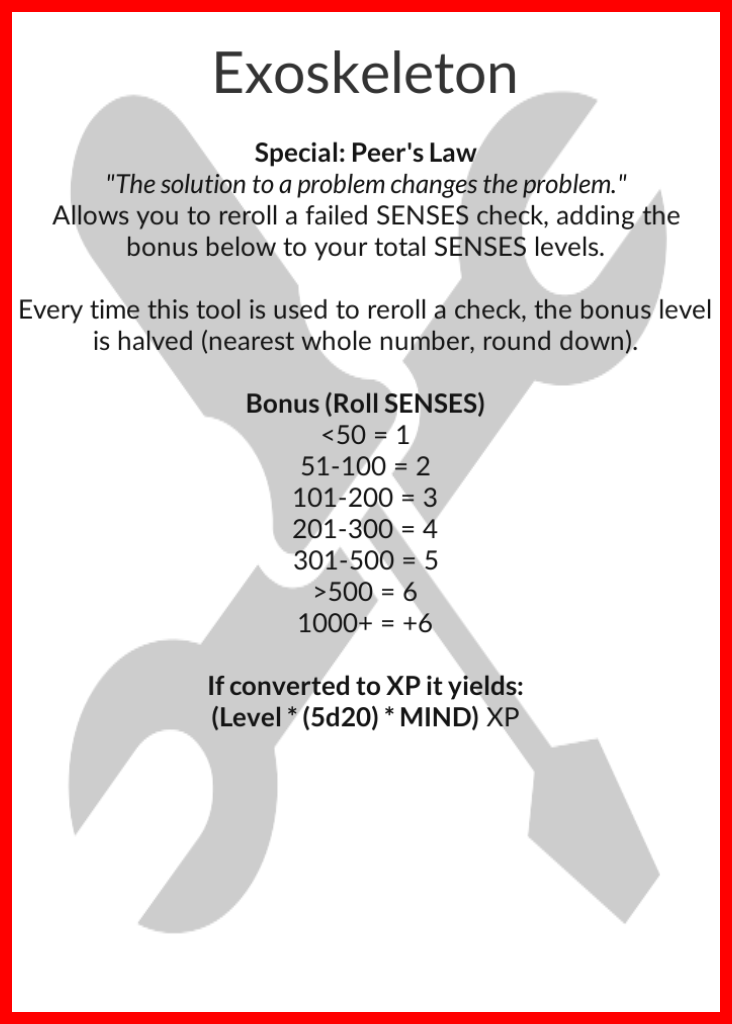 Exoskeleton
Special: Peer's Law
"The solution to a problem changes the problem."
Allows you to reroll a failed SENSES check, adding the
bonus below to your total SENSES levels.
Every time this tool is used to reroll a check, the bonus level
is halved (nearest whole number, round down).
Bonus (Roll SENSES)
<50 = 1
51-100 = 2
101-200 = 3
201-300 = 4
301-500 = 5
>500 = 6
1000+ = +6
If converted to XP it yields:
(Level * (5d20) * MIND) XP